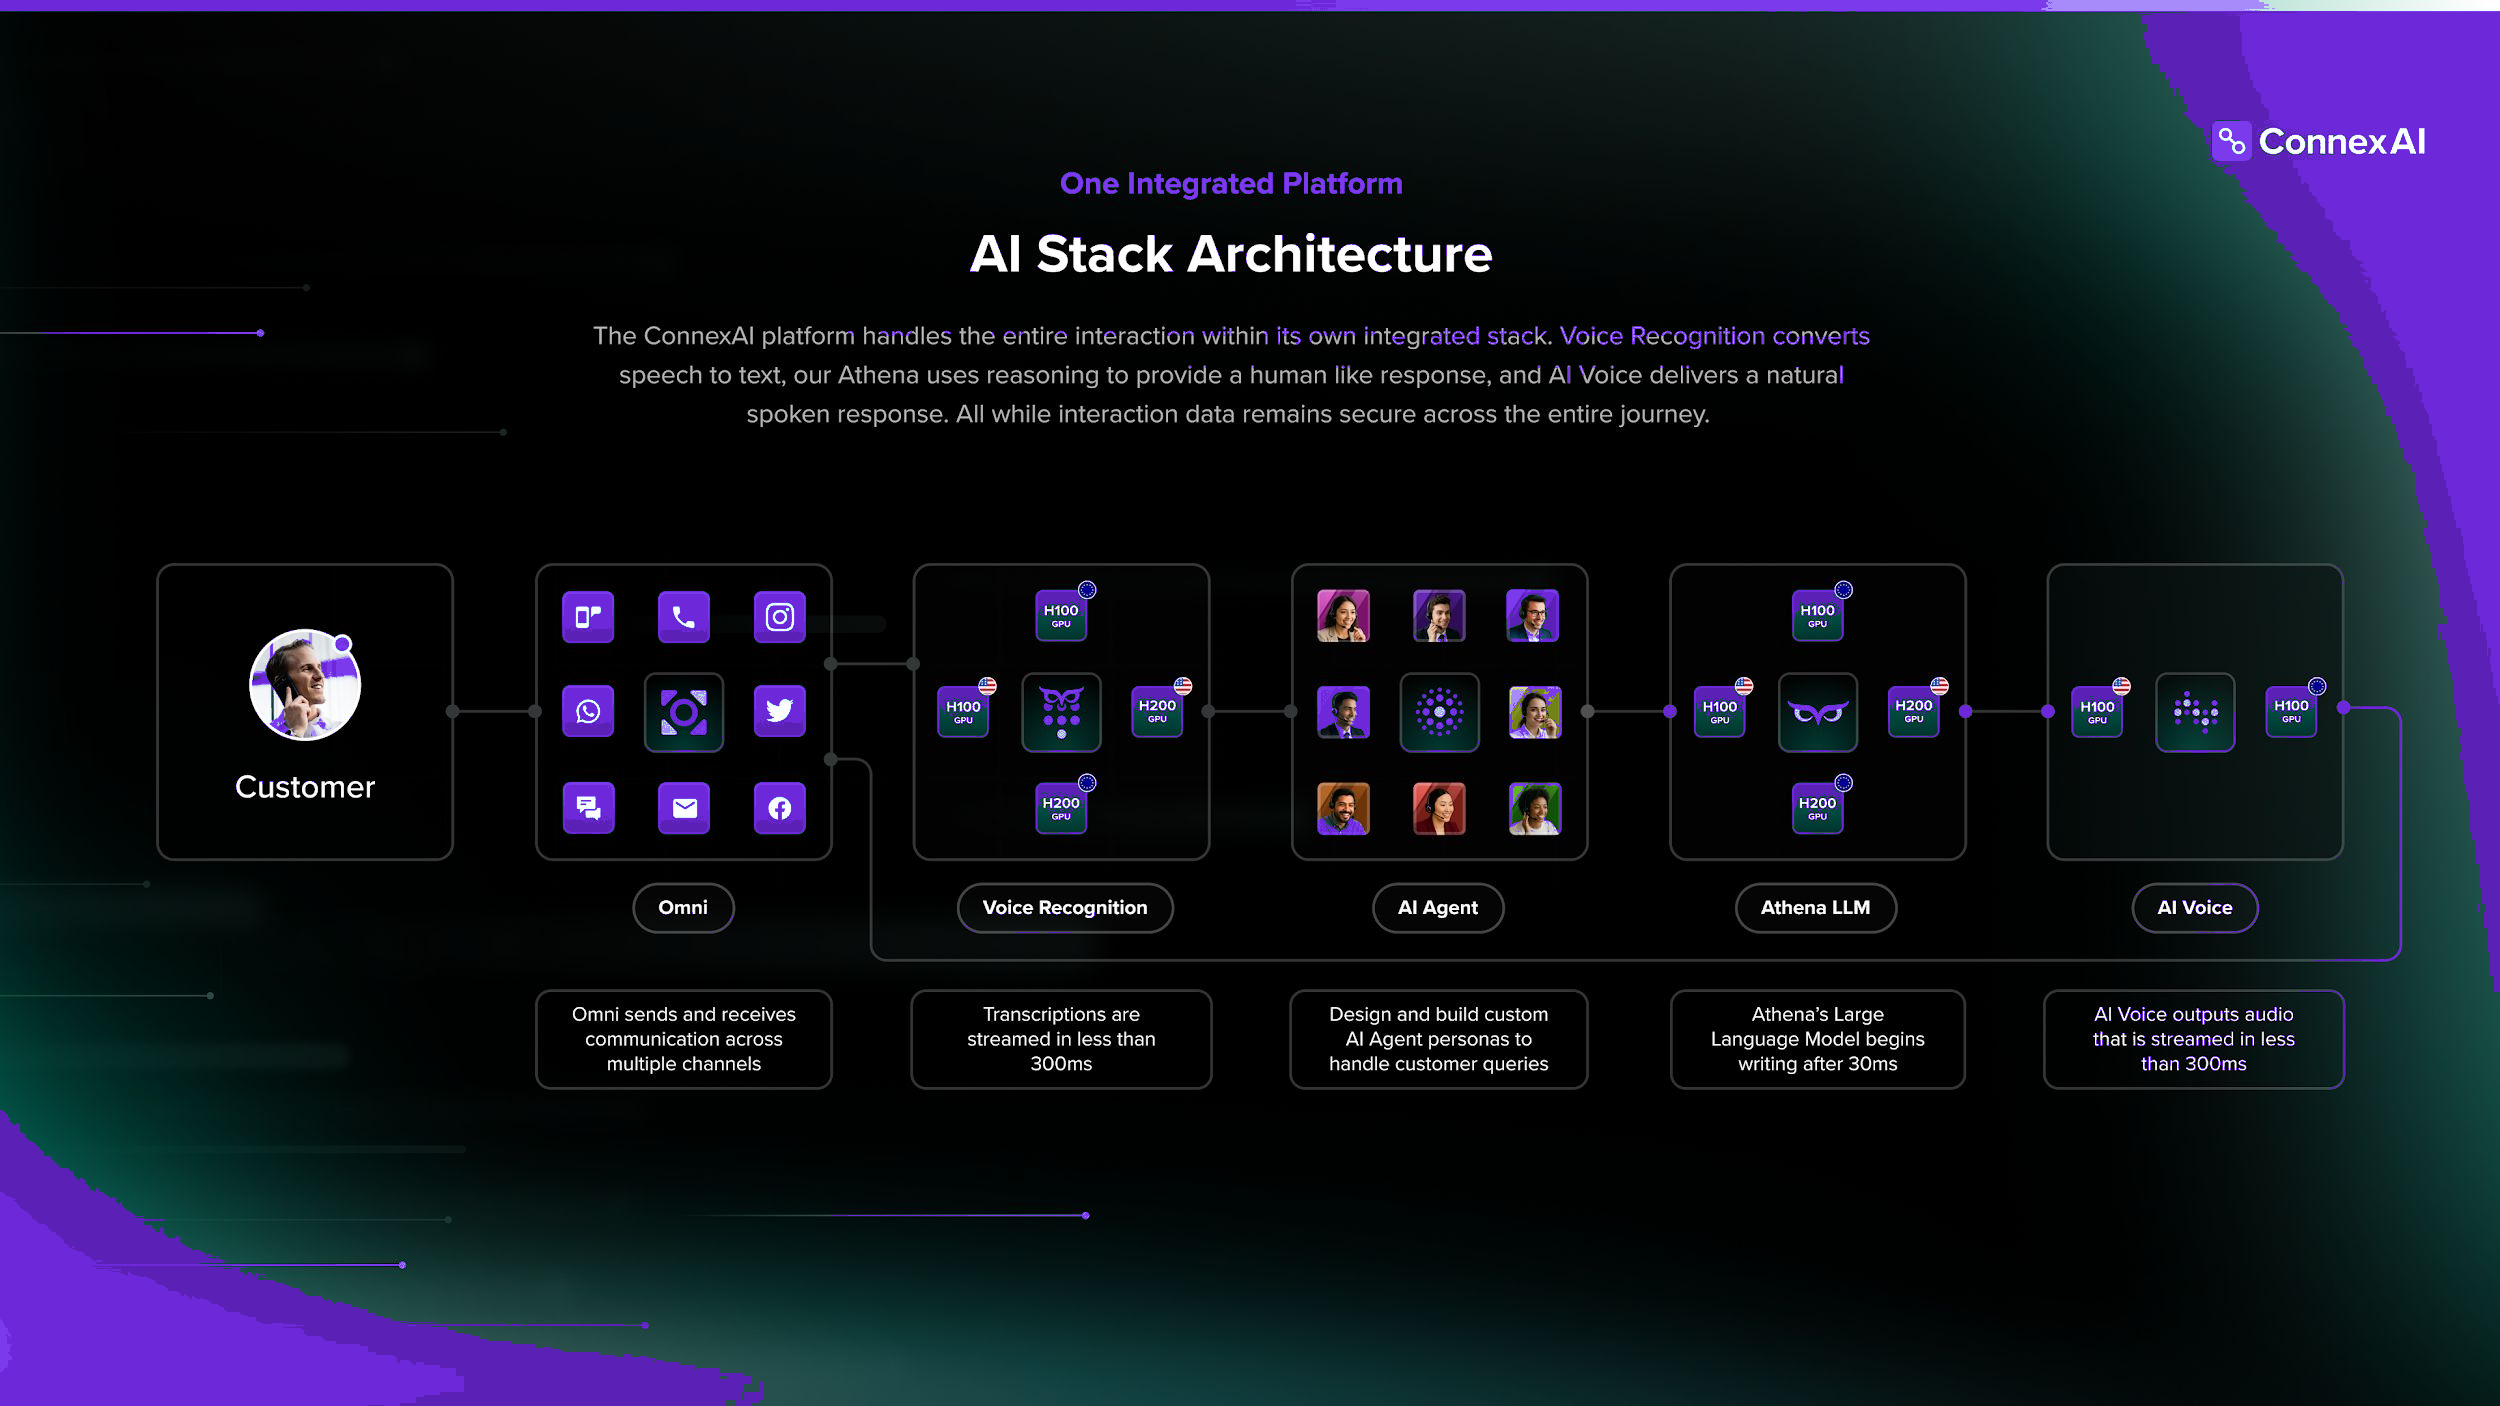 ConnexAI
One Integrated Platform
AI Stack Architecture
The ConnexAI platform handles the entire interaction within its own integrated stack. Voice Recognition converts
speech to text, our Athena uses reasoning to provide a human like response, and AI Voice delivers a natural
spoken response. All while interaction data remains secure across the entire journey.
Customer
Omni
Omni sends and receives
communication across
multiple channels
H100
GPU
H100
GPU
H200
GPU
H200
GPU
Voice Recognition
Transcriptions are
streamed in less than
300ms
AI Agent
Design and build custom
AI Agent personas to
handle customer queries
H100
GPU
H100
GPU
H200
GPU
H200
GPU
Athena LLM
Athena’s Large
Language Model begins
writing after 30ms
H100
GPU
H100
GPU
AI Voice
AI Voice outputs audio
that is streamed in less
than 300ms